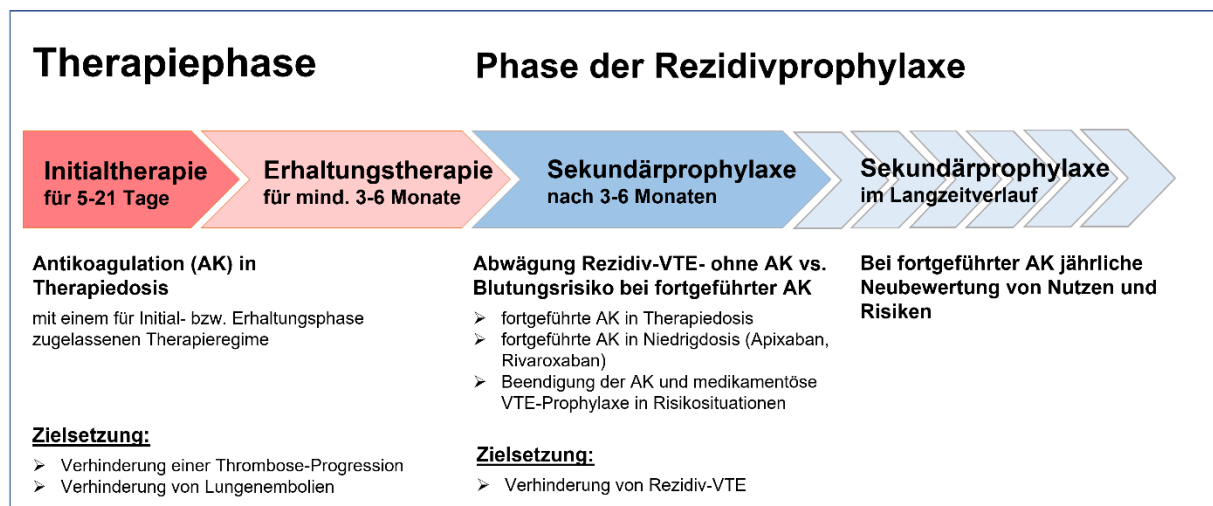 Therapiephase
Phase der Rezidivprophylaxe
Initialtherapie
für 5-21 Tage
Erhaltungstherapie
für mind. 3-6 Monate
Sekundärprophylaxe
nach 3-6 Monaten
Sekundärprophylaxe
im Langzeitverlauf
Antikoagulation (AK) in
Therapiedosis
mit einem für Initial- bzw. Erhaltungsphase
zugelassenen Therapieregime
Zielsetzung:
➢ Verhinderung einer Thrombose-Progression
➢ Verhinderung von Lungenembolien
Abwägung Rezidiv-VTE- ohne AK vs.
Blutungsrisiko bei fortgeführter AK
➢ fortgeführte AK in Therapiedosis
➢ fortgeführte AK in Niedrigdosis (Apixaban,
Rivaroxaban)
➢ Beendigung der AK und medikamentöse
VTE-Prophylaxe in Risikosituationen
Zielsetzung:
➢ Verhinderung von Rezidiv-VTE
Bei fortgeführter AK jährliche
Neubewertung von Nutzen und
Risiken